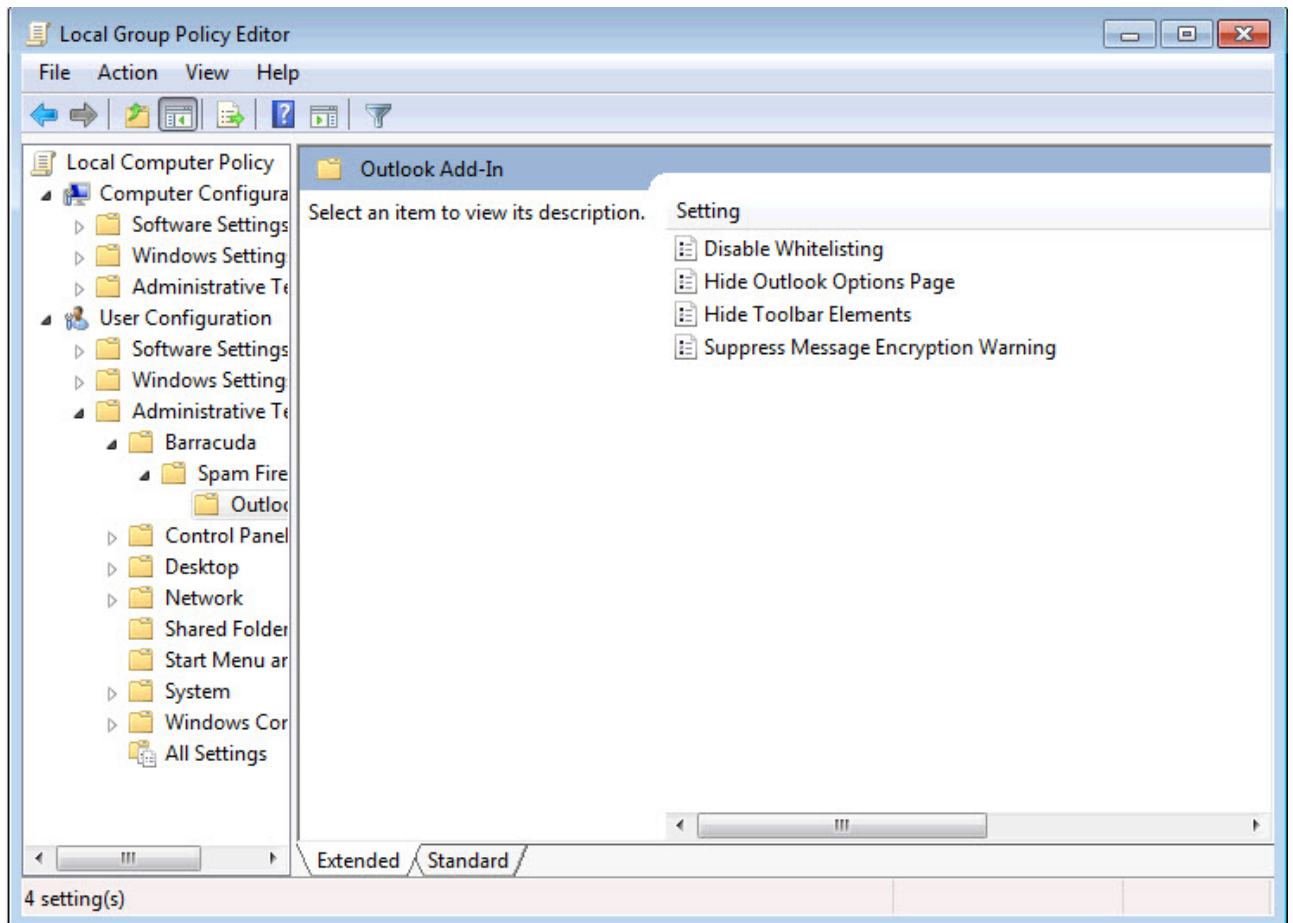 Local Group Policy Editor
File Action View Help
Local Computer Policy
Computer Configura
Software Settings
Windows Setting
Administrative Te
User Configuration
Software Settings
Windows Setting
Administrative Te
Barracuda
Spam Fire
Outloo
Control Panel
Desktop
Network
Shared Folder
Start Menu ar
System
Windows Cor
All Settings
Outlook Add-In
Select an item to view its description.
Setting
Disable Whitelisting
Hide Outlook Options Page
Hide Toolbar Elements
Suppress Message Encryption Warning
Extended Standard
4 setting(s)